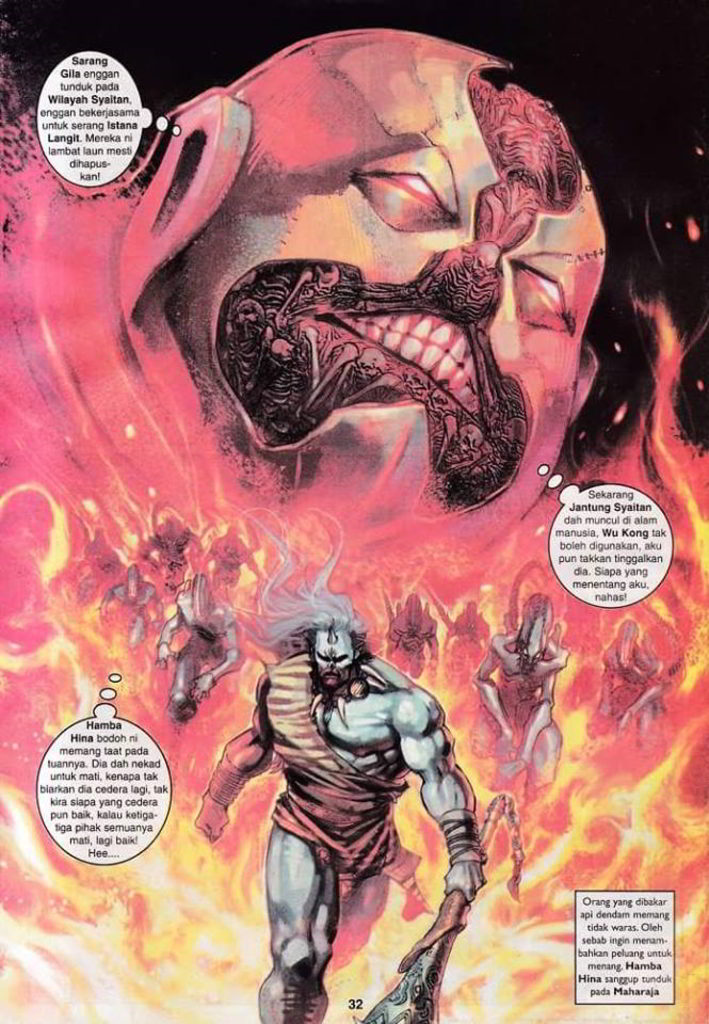 Sarang
Gila enggan
tunduk pada
Wilayah Syaitan,
enggan bekerjasama
untuk serang Istana
Langit. Mereka ni
lambat laun mesti
dihapus-
kan!
Sekarang
Jantung Syaitan
dah muncul di alam
manusia, Wu Kong tak
boleh digunakan, aku
pun takkan tinggalkan
dia. Siapa yang
menentang aku,
nahas!
Hamba
Hina bodoh ni
memang taat pada
tuannya. Dia dah nekad
untuk mati, kenapa tak
biarkan dia cedera lagi, tak
kira siapa yang cedera
pun baik, kalau ketiga-
tiga pihak semuanya
mati, lagi baik!
Hee....
Orang yang dibakar
api dendam memang
tidak waras. Oleh
sebab ingin menam-
bahkan peluang untuk
menang, Hamba
Hina sanggup tunduk
pada Maharaja
32